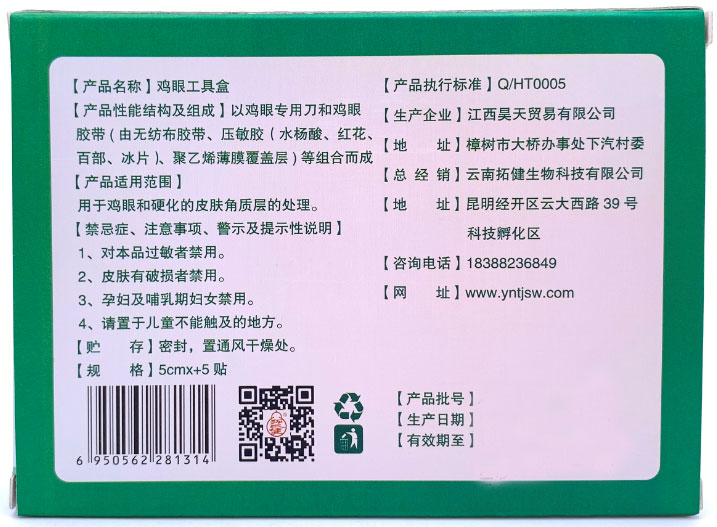 【产品名称】鸡眼工具盒
【产品性能结构及组成】以鸡眼专用刀和鸡眼
胶带(由无纺布胶带、压敏胶(水杨酸、红花、
百部、冰片)、聚乙烯薄膜覆盖层)等组合而成
【产品适用范围】
用于鸡眼和硬化的皮肤角质层的处理。
【禁忌症、注意事项、警示及提示性说明】
1、对本品过敏者禁用。
2、皮肤有破损者禁用。
3、孕妇及哺乳期妇女禁用。
4、请置于儿童不能触及的地方。
【贮 存】密封,置通风干燥处。
【规 格】5cmx+5贴
6 950562 281314
【产品执行标准】Q/HT0005
【生产企业】江西昊天贸易有限公司
【地 址】樟树市大桥办事处下汽村委
【总 经 销】云南拓健生物科技有限公司
【地 址】昆明经开区云大西路39号
科技孵化区
【咨询电话】18388236849
【网 址】www.yntjsw.com
【产品批号】
【生产日期】
【有效期至】